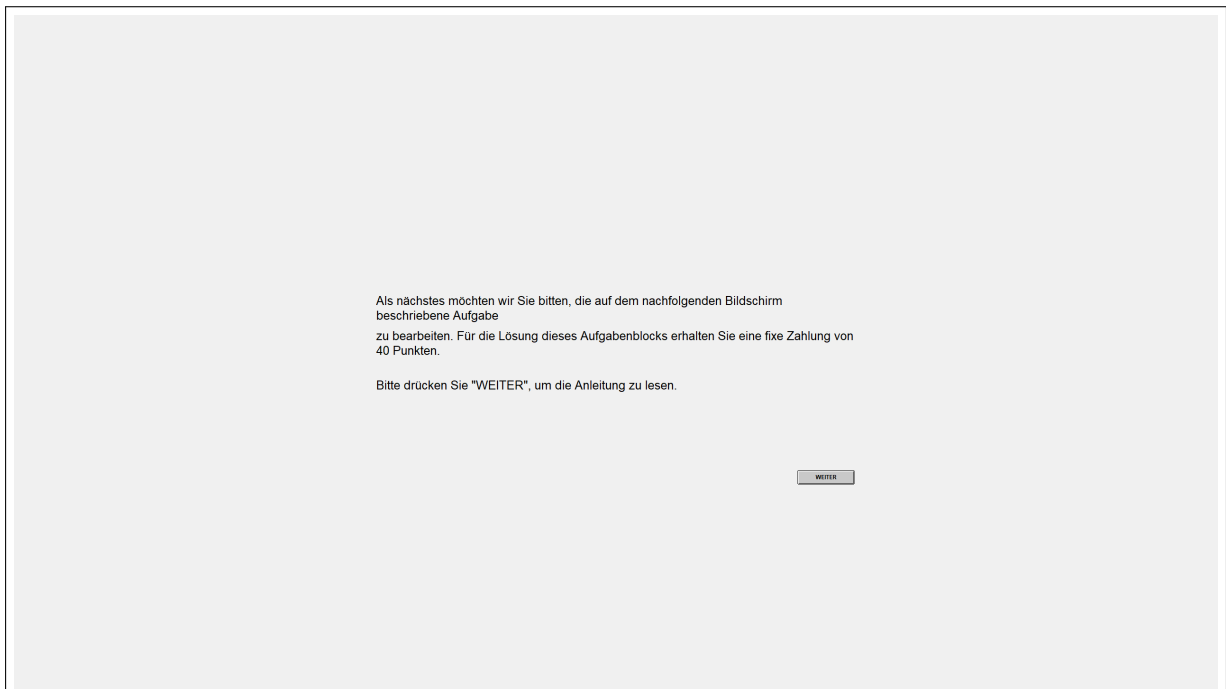 Als nächstes möchten wir Sie bitten, die auf dem nachfolgenden Bildschirm
beschriebene Aufgabe
zu bearbeiten. Für die Lösung dieses Aufgabenblocks erhalten Sie eine fixe Zahlung von
40 Punkten.
Bitte drücken Sie "WEITER", um die Anleitung zu lesen.
WEITER